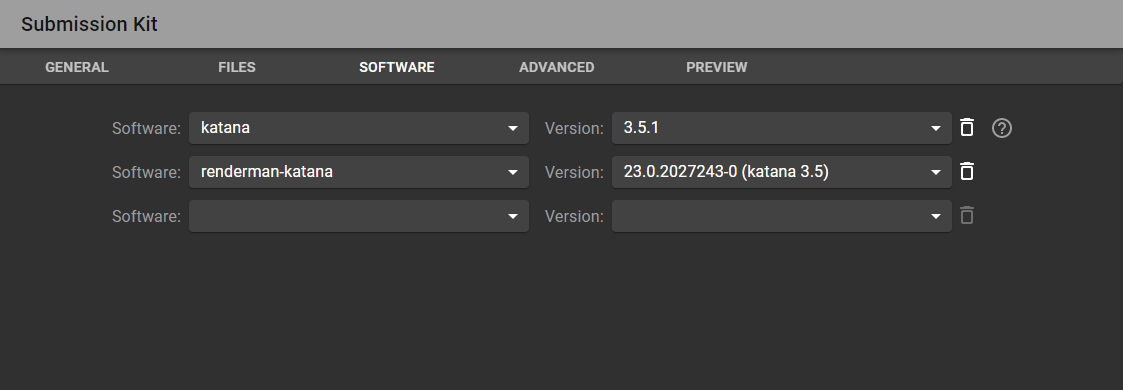 Submission Kit
GENERAL FILES SOFTWARE ADVANCED PREVIEW
Software: katana Version: 3.5.1
Software: renderman-katana Version: 23.0.2027243-0 (katana 3.5)
Software: Version: